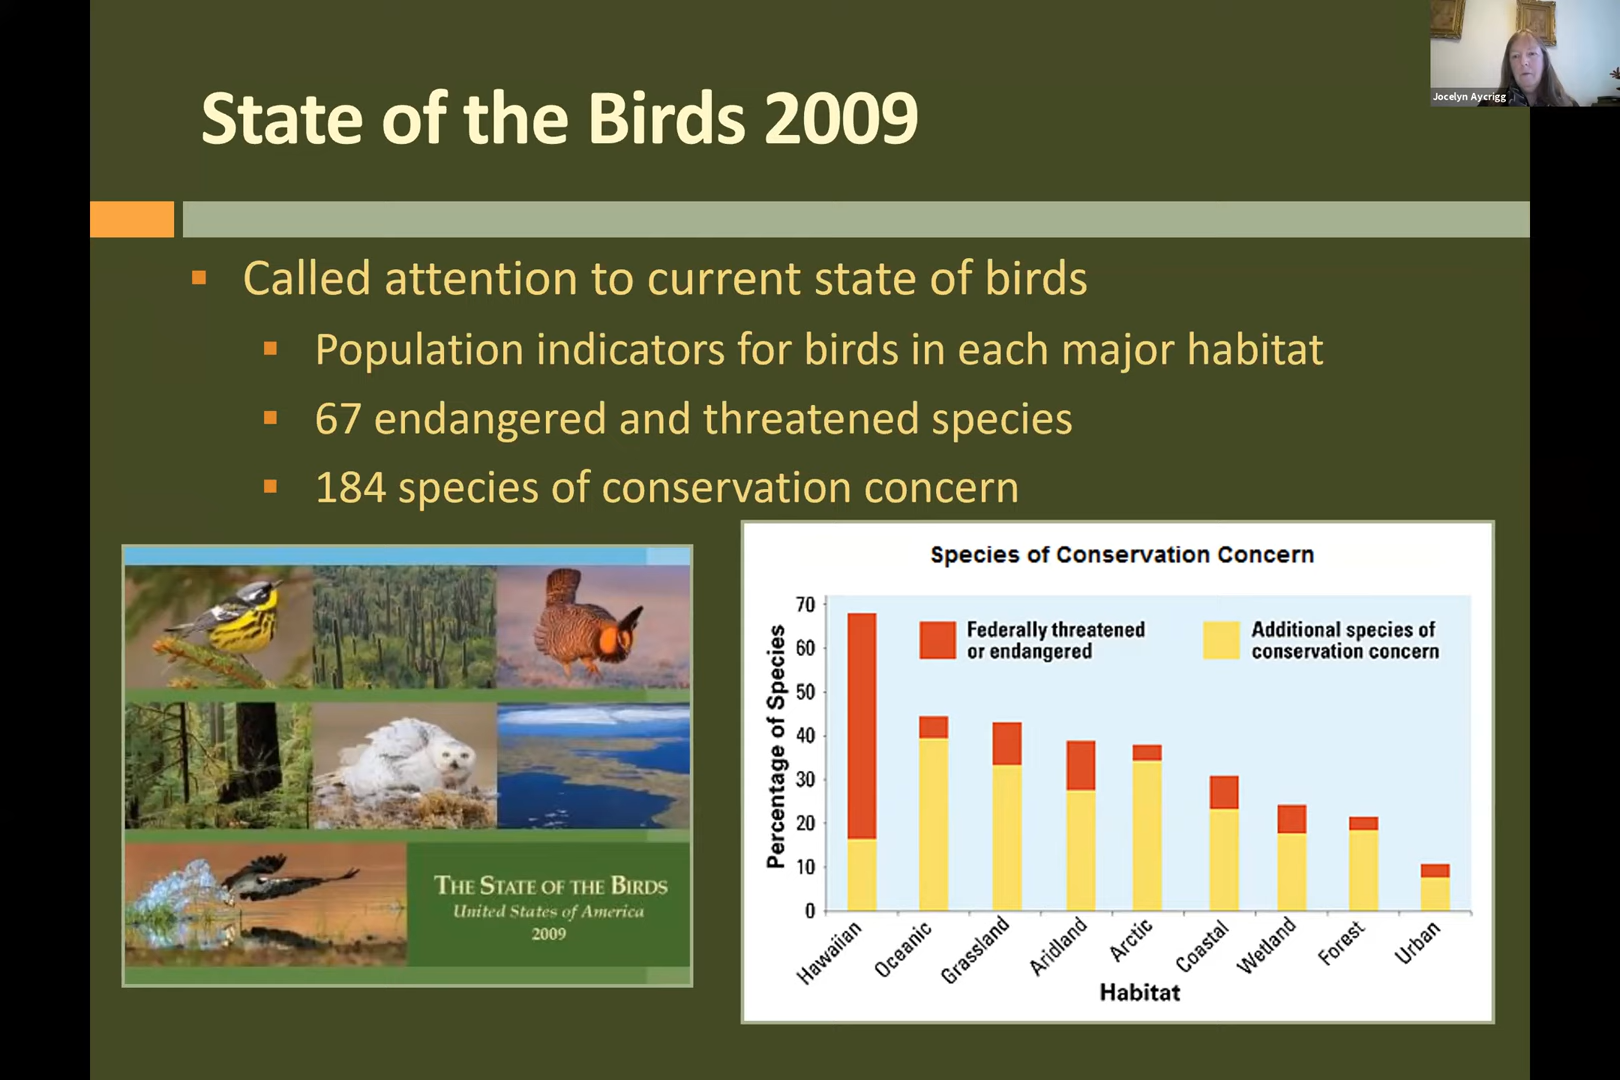 State of the Birds 2009
Jocelyn Aycrigg
Called attention to current state of birds
Population indicators for birds in each major habitat
67 endangered and threatened species
184 species of conservation concern
THE STATE OF THE BIRDS
United States of America
2009
Species of Conservation Concern
Federally threatened
or endangered
Additional species of
conservation concern
Percentage of Species
70
60
50
40
30
20
10
0
Hawaiian
Oceanic
Grassland
Aridland
Arctic
Coastal
Wetland
Forest
Urban
Habitat